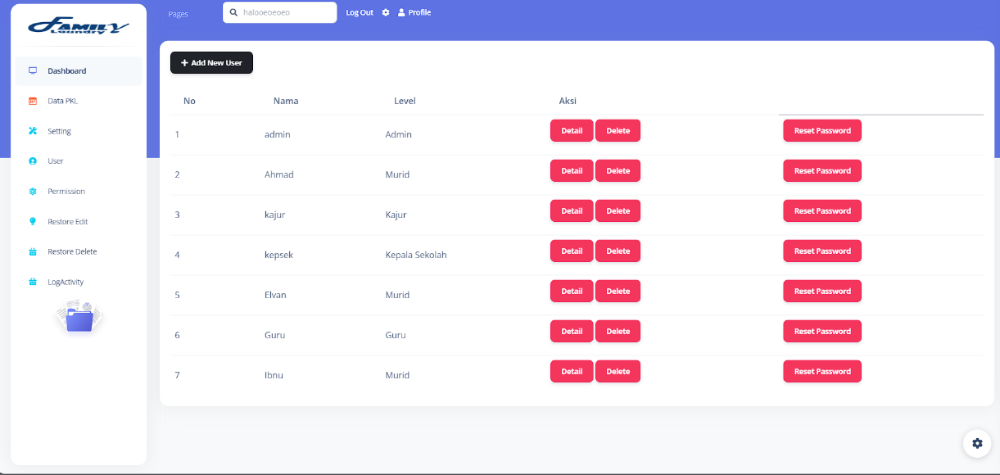 FAMILY
Laundry
Dashboard
Data PKL
Setting
User
Permission
Restore Edit
Restore Delete
LogActivity
Pages
halooeoeoeo
Log Out
Profile
+ Add New User
No Nama Level Aksi
1 admin Admin Detail Delete Reset Password
2 Ahmad Murid Detail Delete Reset Password
3 kajur Kajur Detail Delete Reset Password
4 kepsek Kepala Sekolah Detail Delete Reset Password
5 Elvan Murid Detail Delete Reset Password
6 Guru Guru Detail Delete Reset Password
7 Ibnu Murid Detail Delete Reset Password